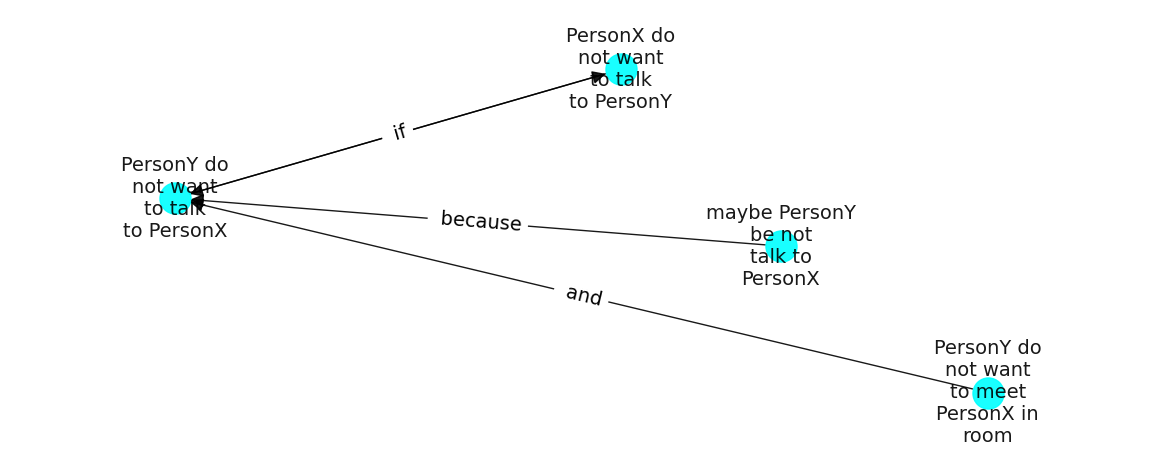 PersonX do
not want
to talk
to PersonY
if
PersonY do
not want
to talk
to PersonX
because
maybe PersonY
be not
talk to
PersonX
and
PersonY do
not want
to meet
PersonX in
room